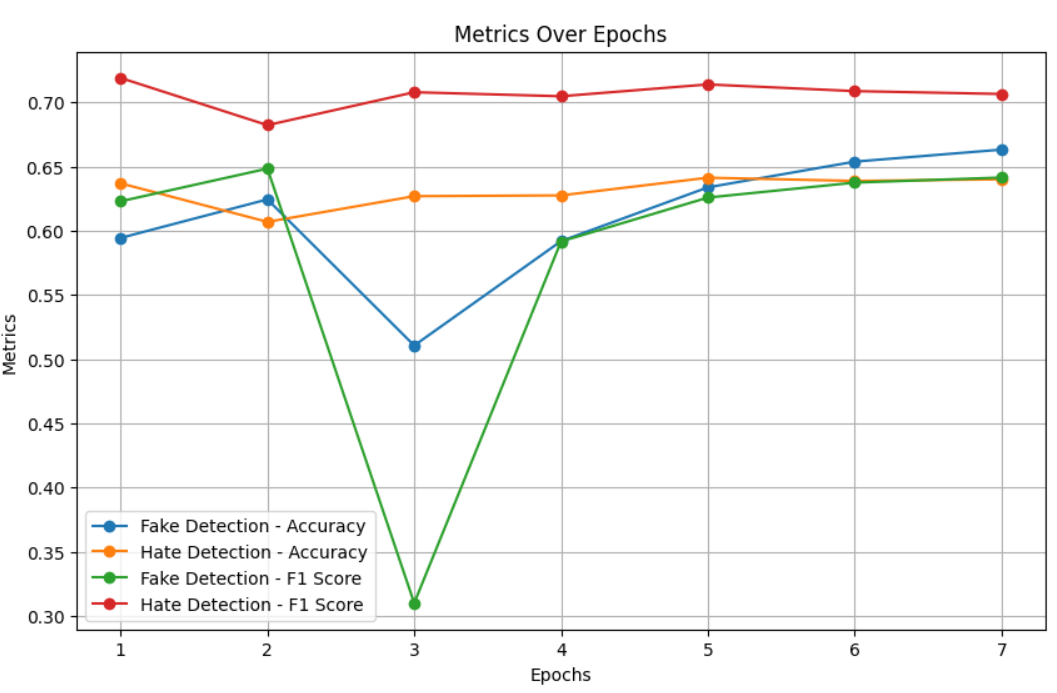 Metrics Over Epochs
0.70
0.65
0.60
0.55
0.50
0.45
0.40
0.35
0.30
Metrics
Fake Detection - Accuracy
Hate Detection - Accuracy
Fake Detection - F1 Score
Hate Detection - F1 Score
1 2 3 4 5 6 7
Epochs